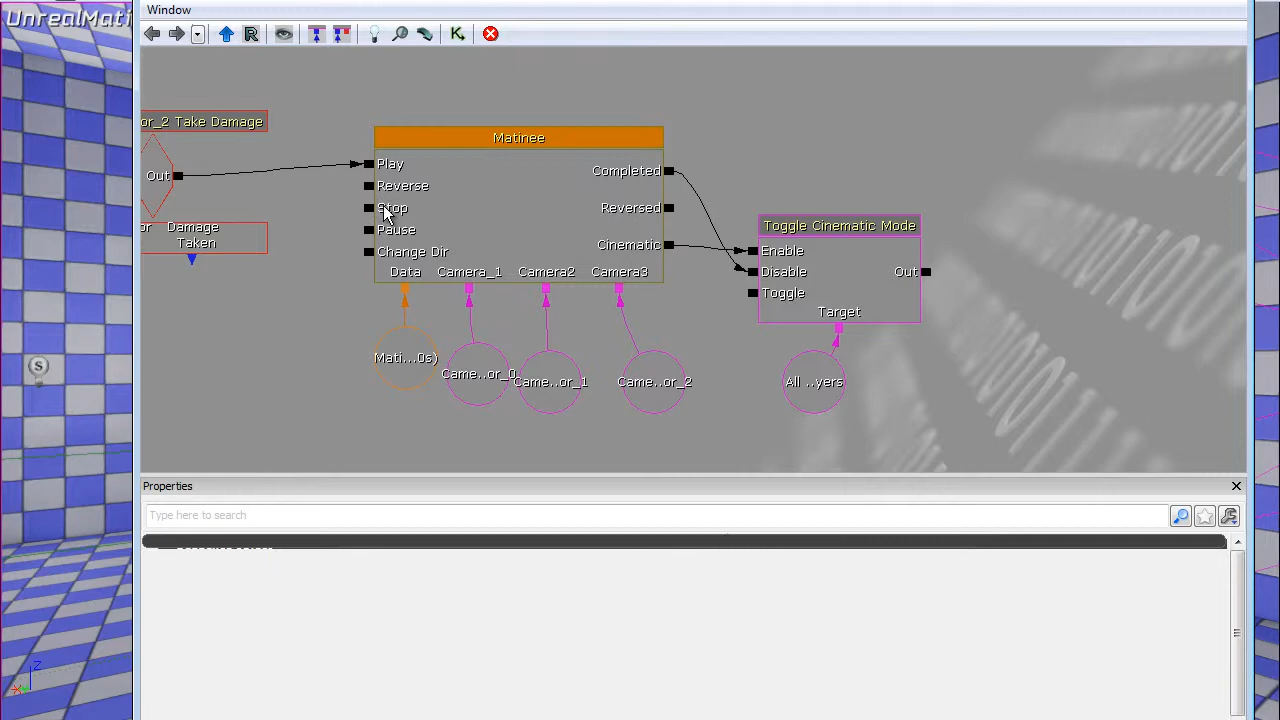 UnrealMati
Window
or_2 Take Damage
Out
or Damage
Taken
Matinee
Play
Reverse
Stop
Pause
Change Dir
Completed
Reversed
Cinematic
Data Camera_1 Camera2 Camera3
Mati...0s)
Came..or_0
Came..or_1
Came..or_2
Toggle Cinematic Mode
Enable
Disable
Toggle
Out
Target
All ..yers
S
Z
X
Properties
Type here to search